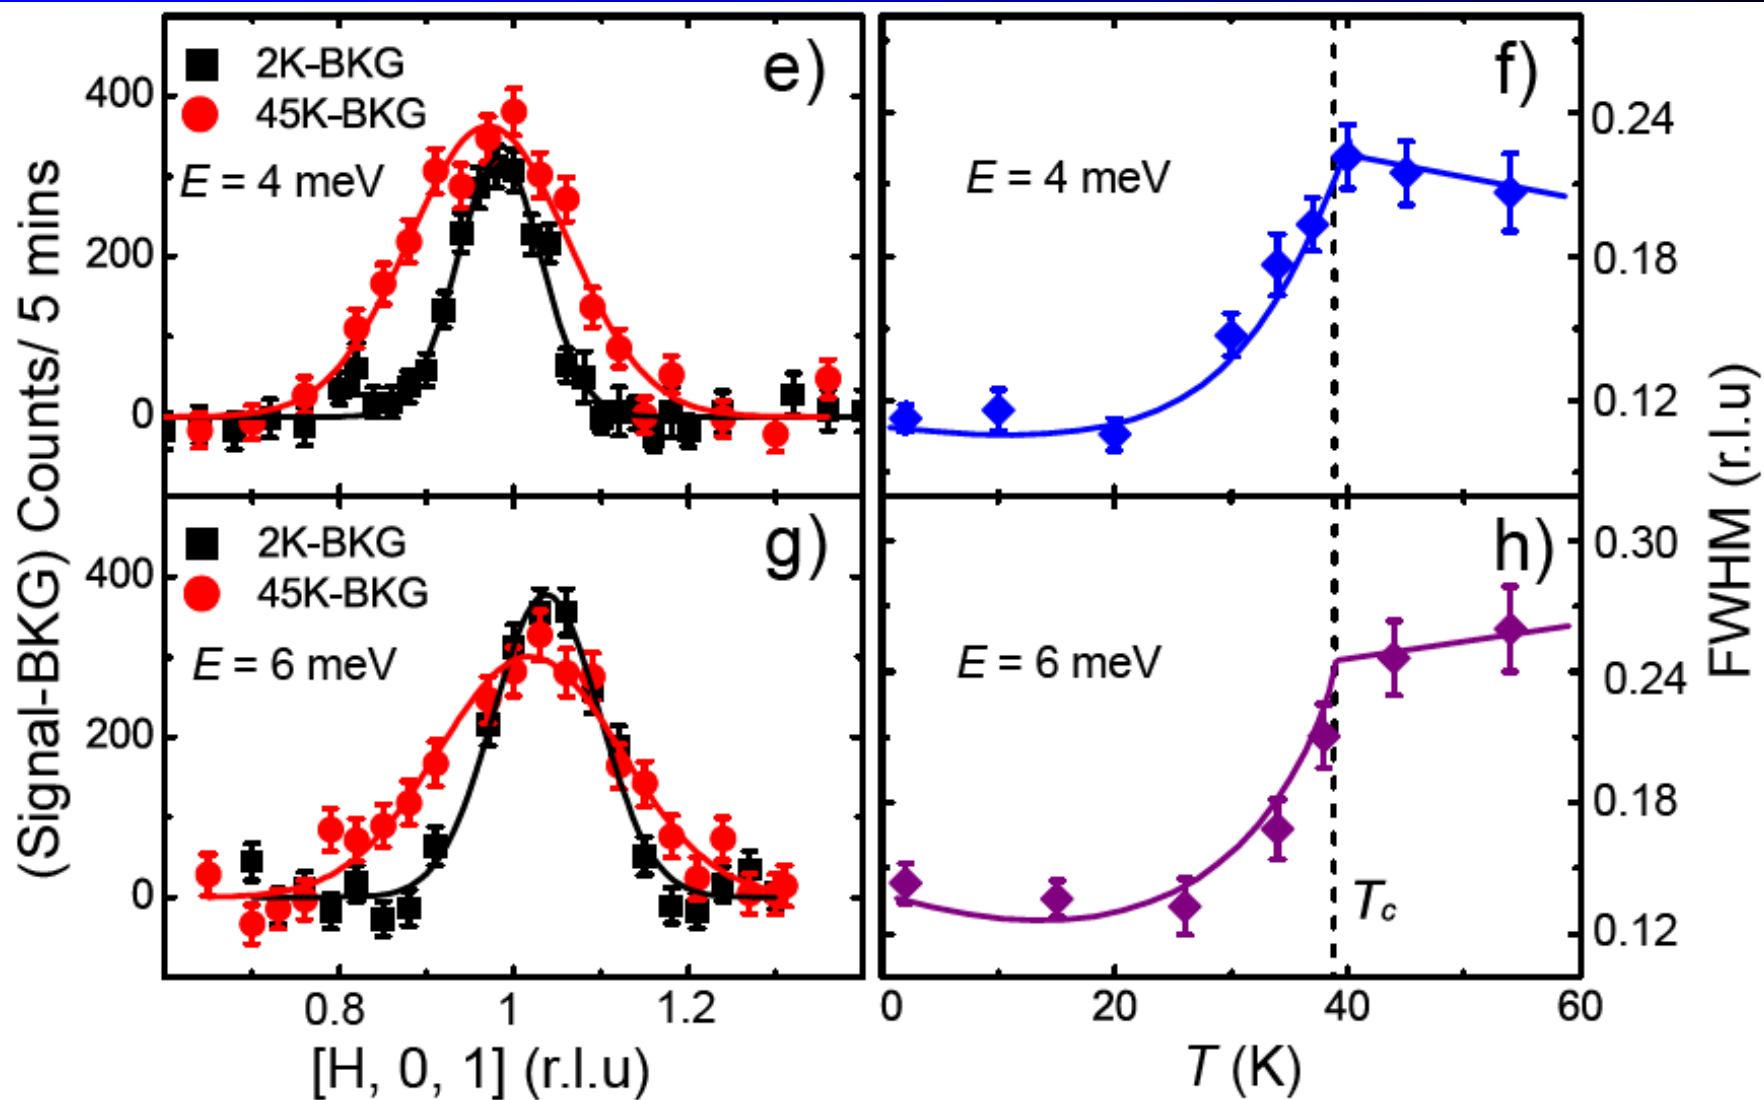 (Signal-BKG) Counts/ 5 mins
2K-BKG
45K-BKG
E = 4 meV
e)
400
200
0
f)
E = 4 meV
0.24
0.18
0.12
2K-BKG
45K-BKG
E = 6 meV
g)
400
200
0
h)
E = 6 meV
Tc
0.30
0.24
0.18
0.12
FWHM (r.l.u)
0.8 1 1.2
[H, 0, 1] (r.l.u)
0 20 40 60
T (K)